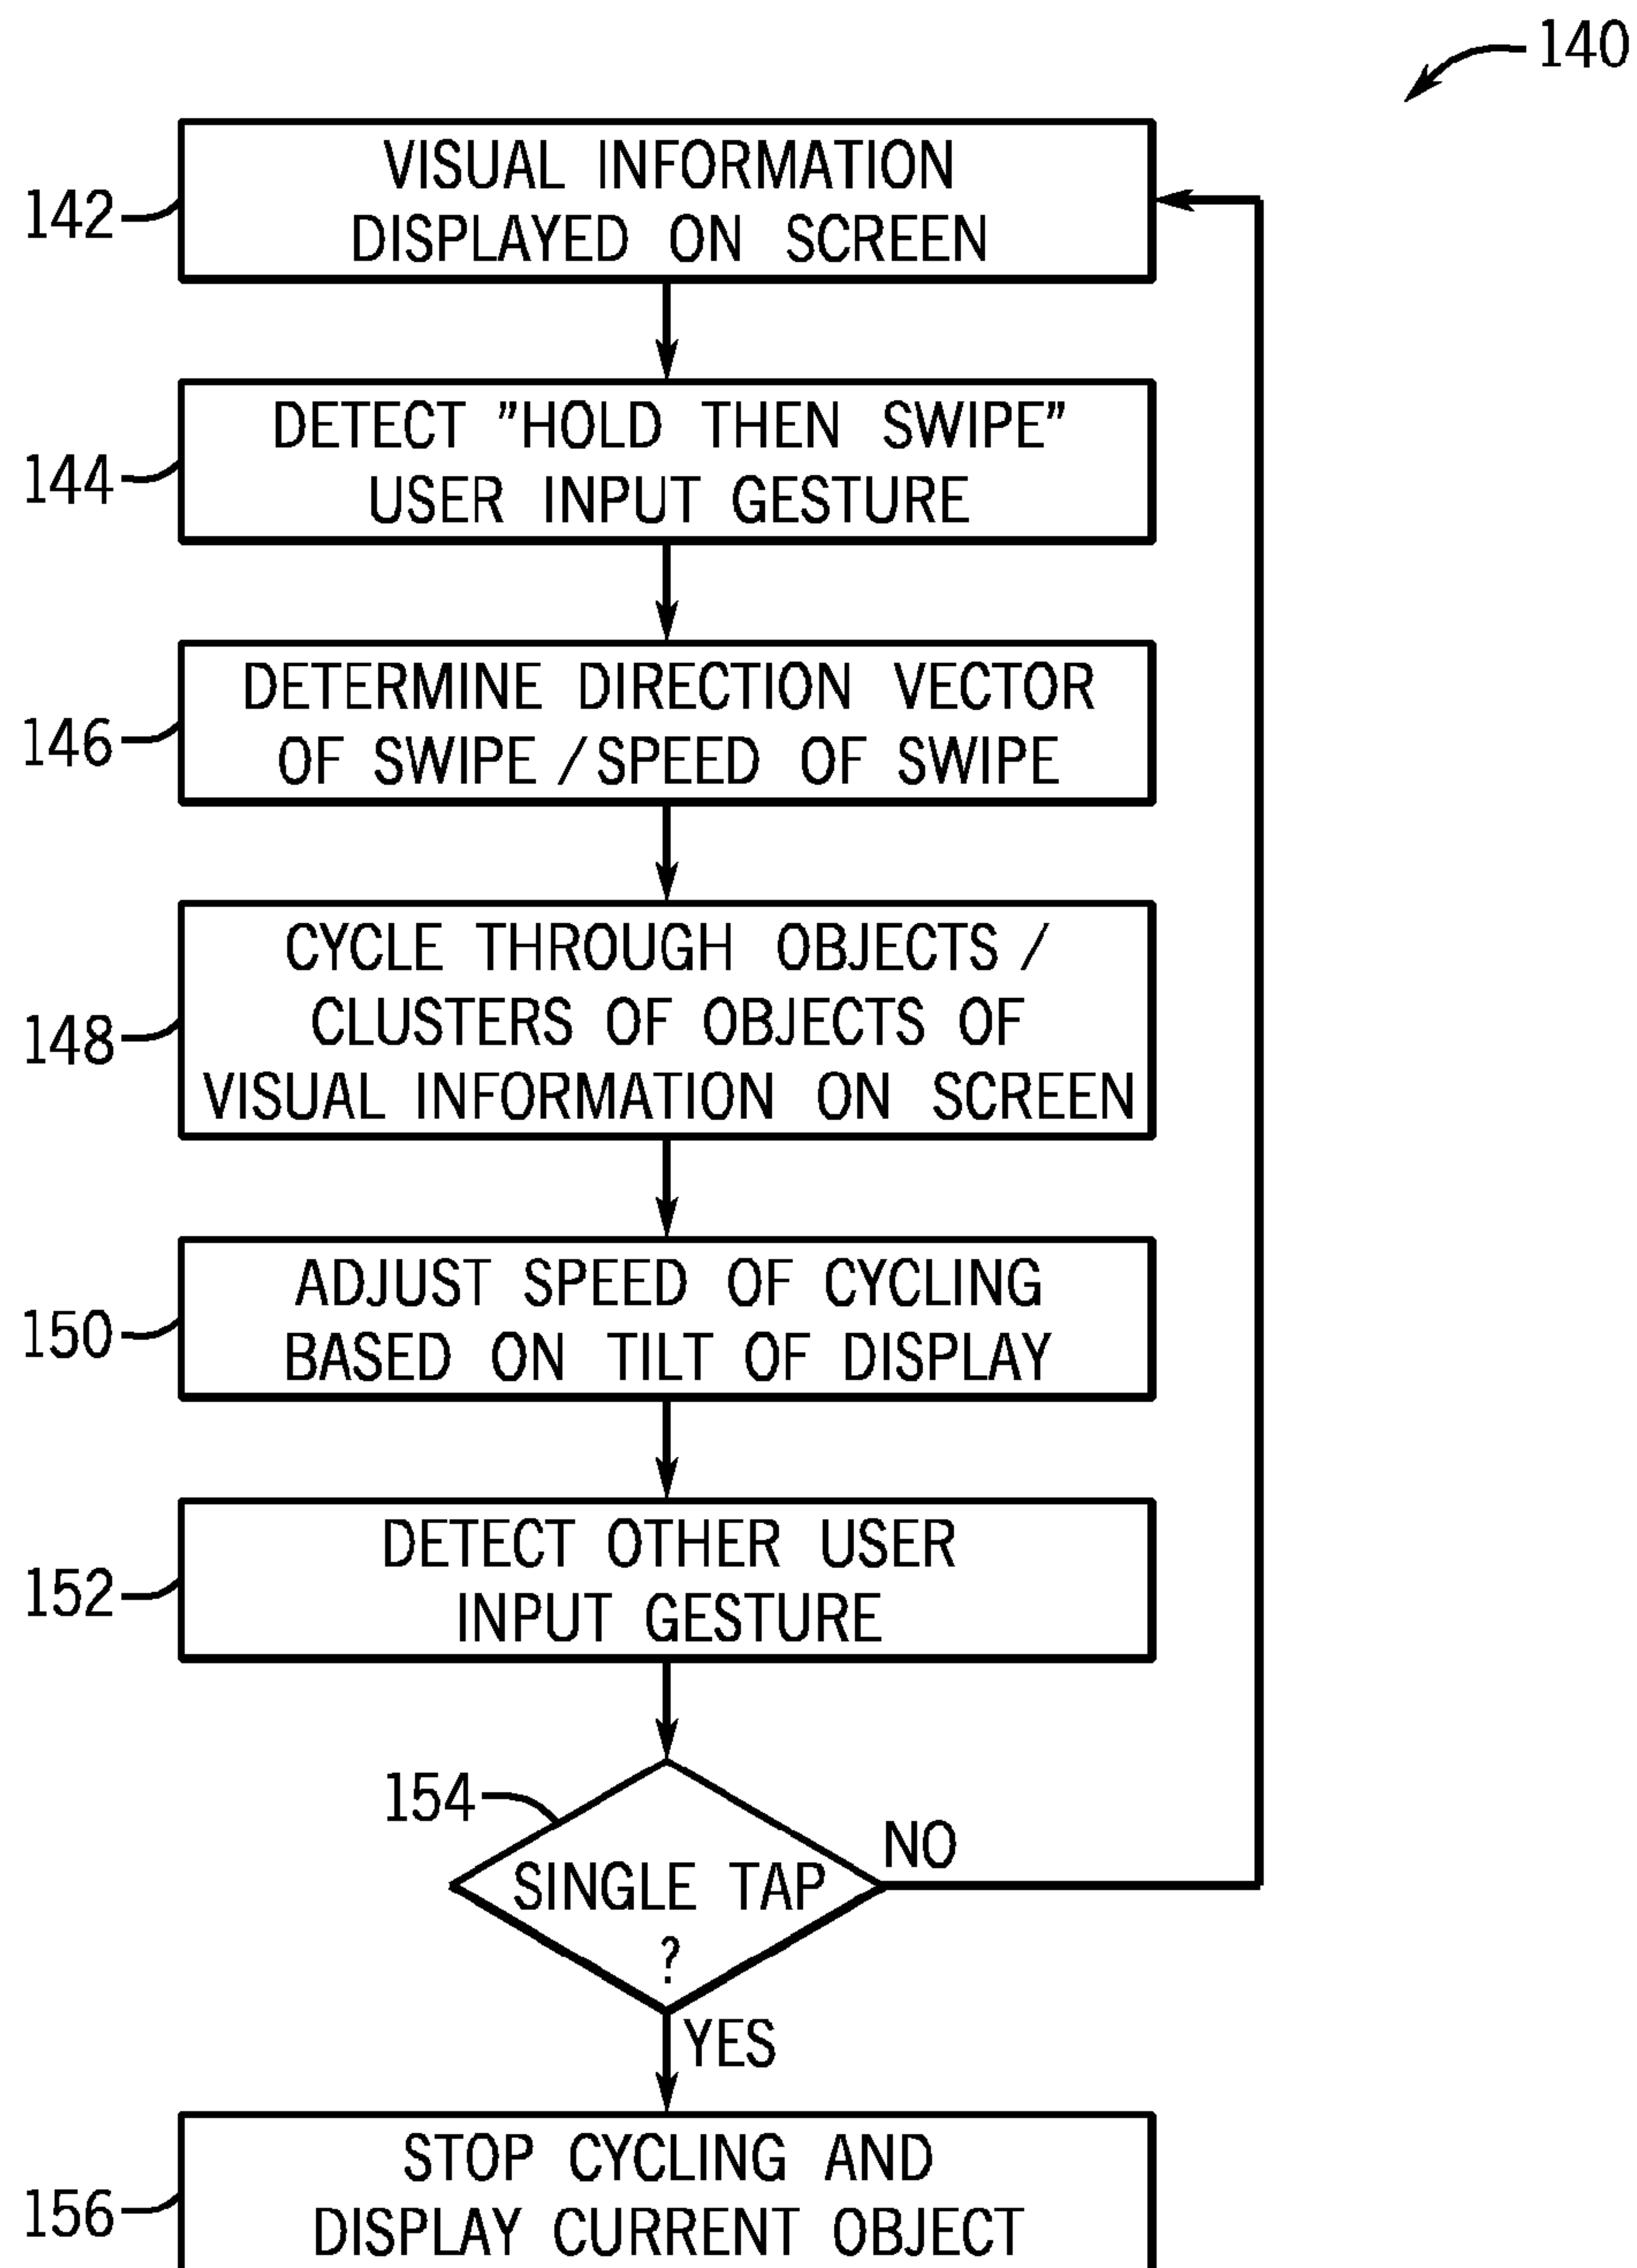 140
142
VISUAL INFORMATION
DISPLAYED ON SCREEN
144
DETECT "HOLD THEN SWIPE"
USER INPUT GESTURE
146
DETERMINE DIRECTION VECTOR
OF SWIPE/SPEED OF SWIPE
148
CYCLE THROUGH OBJECTS/
CLUSTERS OF OBJECTS OF
VISUAL INFORMATION ON SCREEN
150
ADJUST SPEED OF CYCLING
BASED ON TILT OF DISPLAY
152
DETECT OTHER USER
INPUT GESTURE
154
SINGLE TAP
?
NO
YES
156
STOP CYCLING AND
DISPLAY CURRENT OBJECT